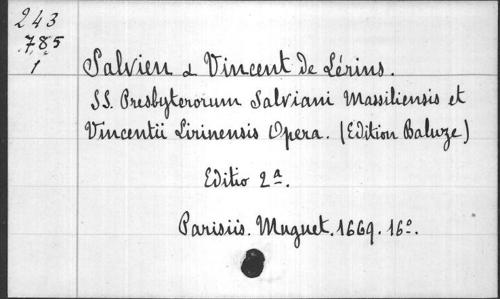 243
785
1
Salvien & Vincent de Lérins.
SS. Presbyterorum Salviani Massiliensis et
Vincentii Lirinensis Opera. (Edition Baluze)
Editio 2ª.
Parisiis. Muguet. 1669. 16º.